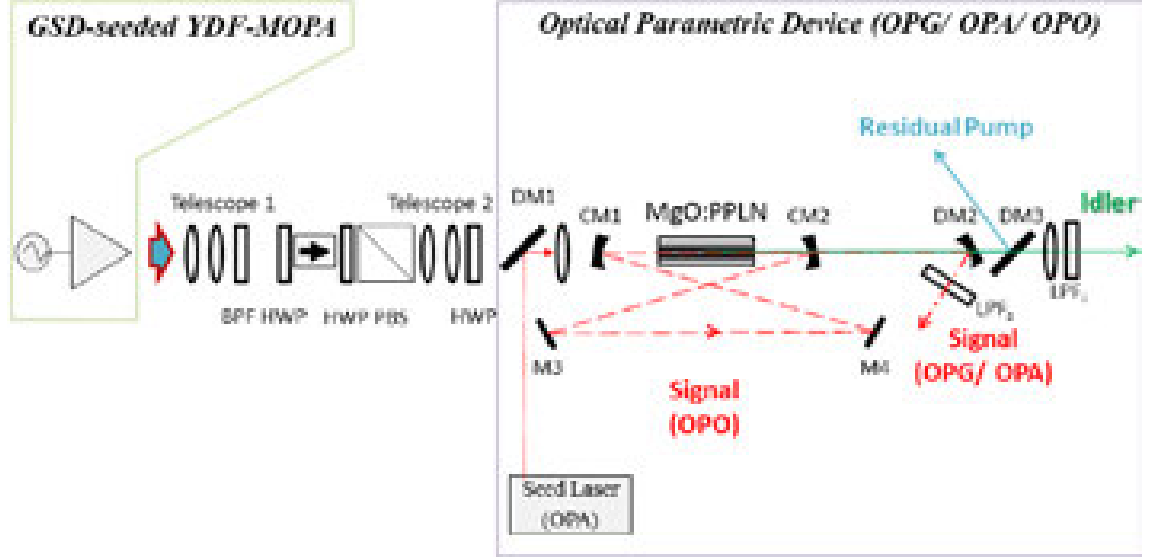 GSD-seeded YDF-MOPA
Optical Parametric Device (OPG/ OPA/ OPO)
Residual Pump
Telescope 1
Telescope 2
DM1
CM1
MgO:PPLN
CM2
DM2
DM3
Idler
BPF HWP
HWP PBS
HWP
LPF
LPF
M3
M4
Signal
(OPG/ OPA)
Signal
(OPO)
Seed Laser
(OPA)